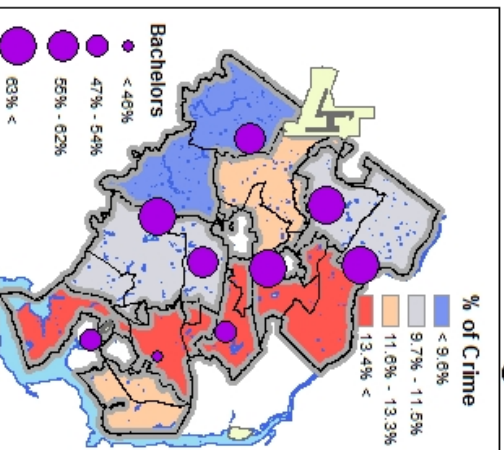 % of Crime
< 9.6%
9.7% - 11.5%
11.6% - 13.3%
13.4% <
Bachelors
< 46%
47% - 54%
55% - 62%
63% <